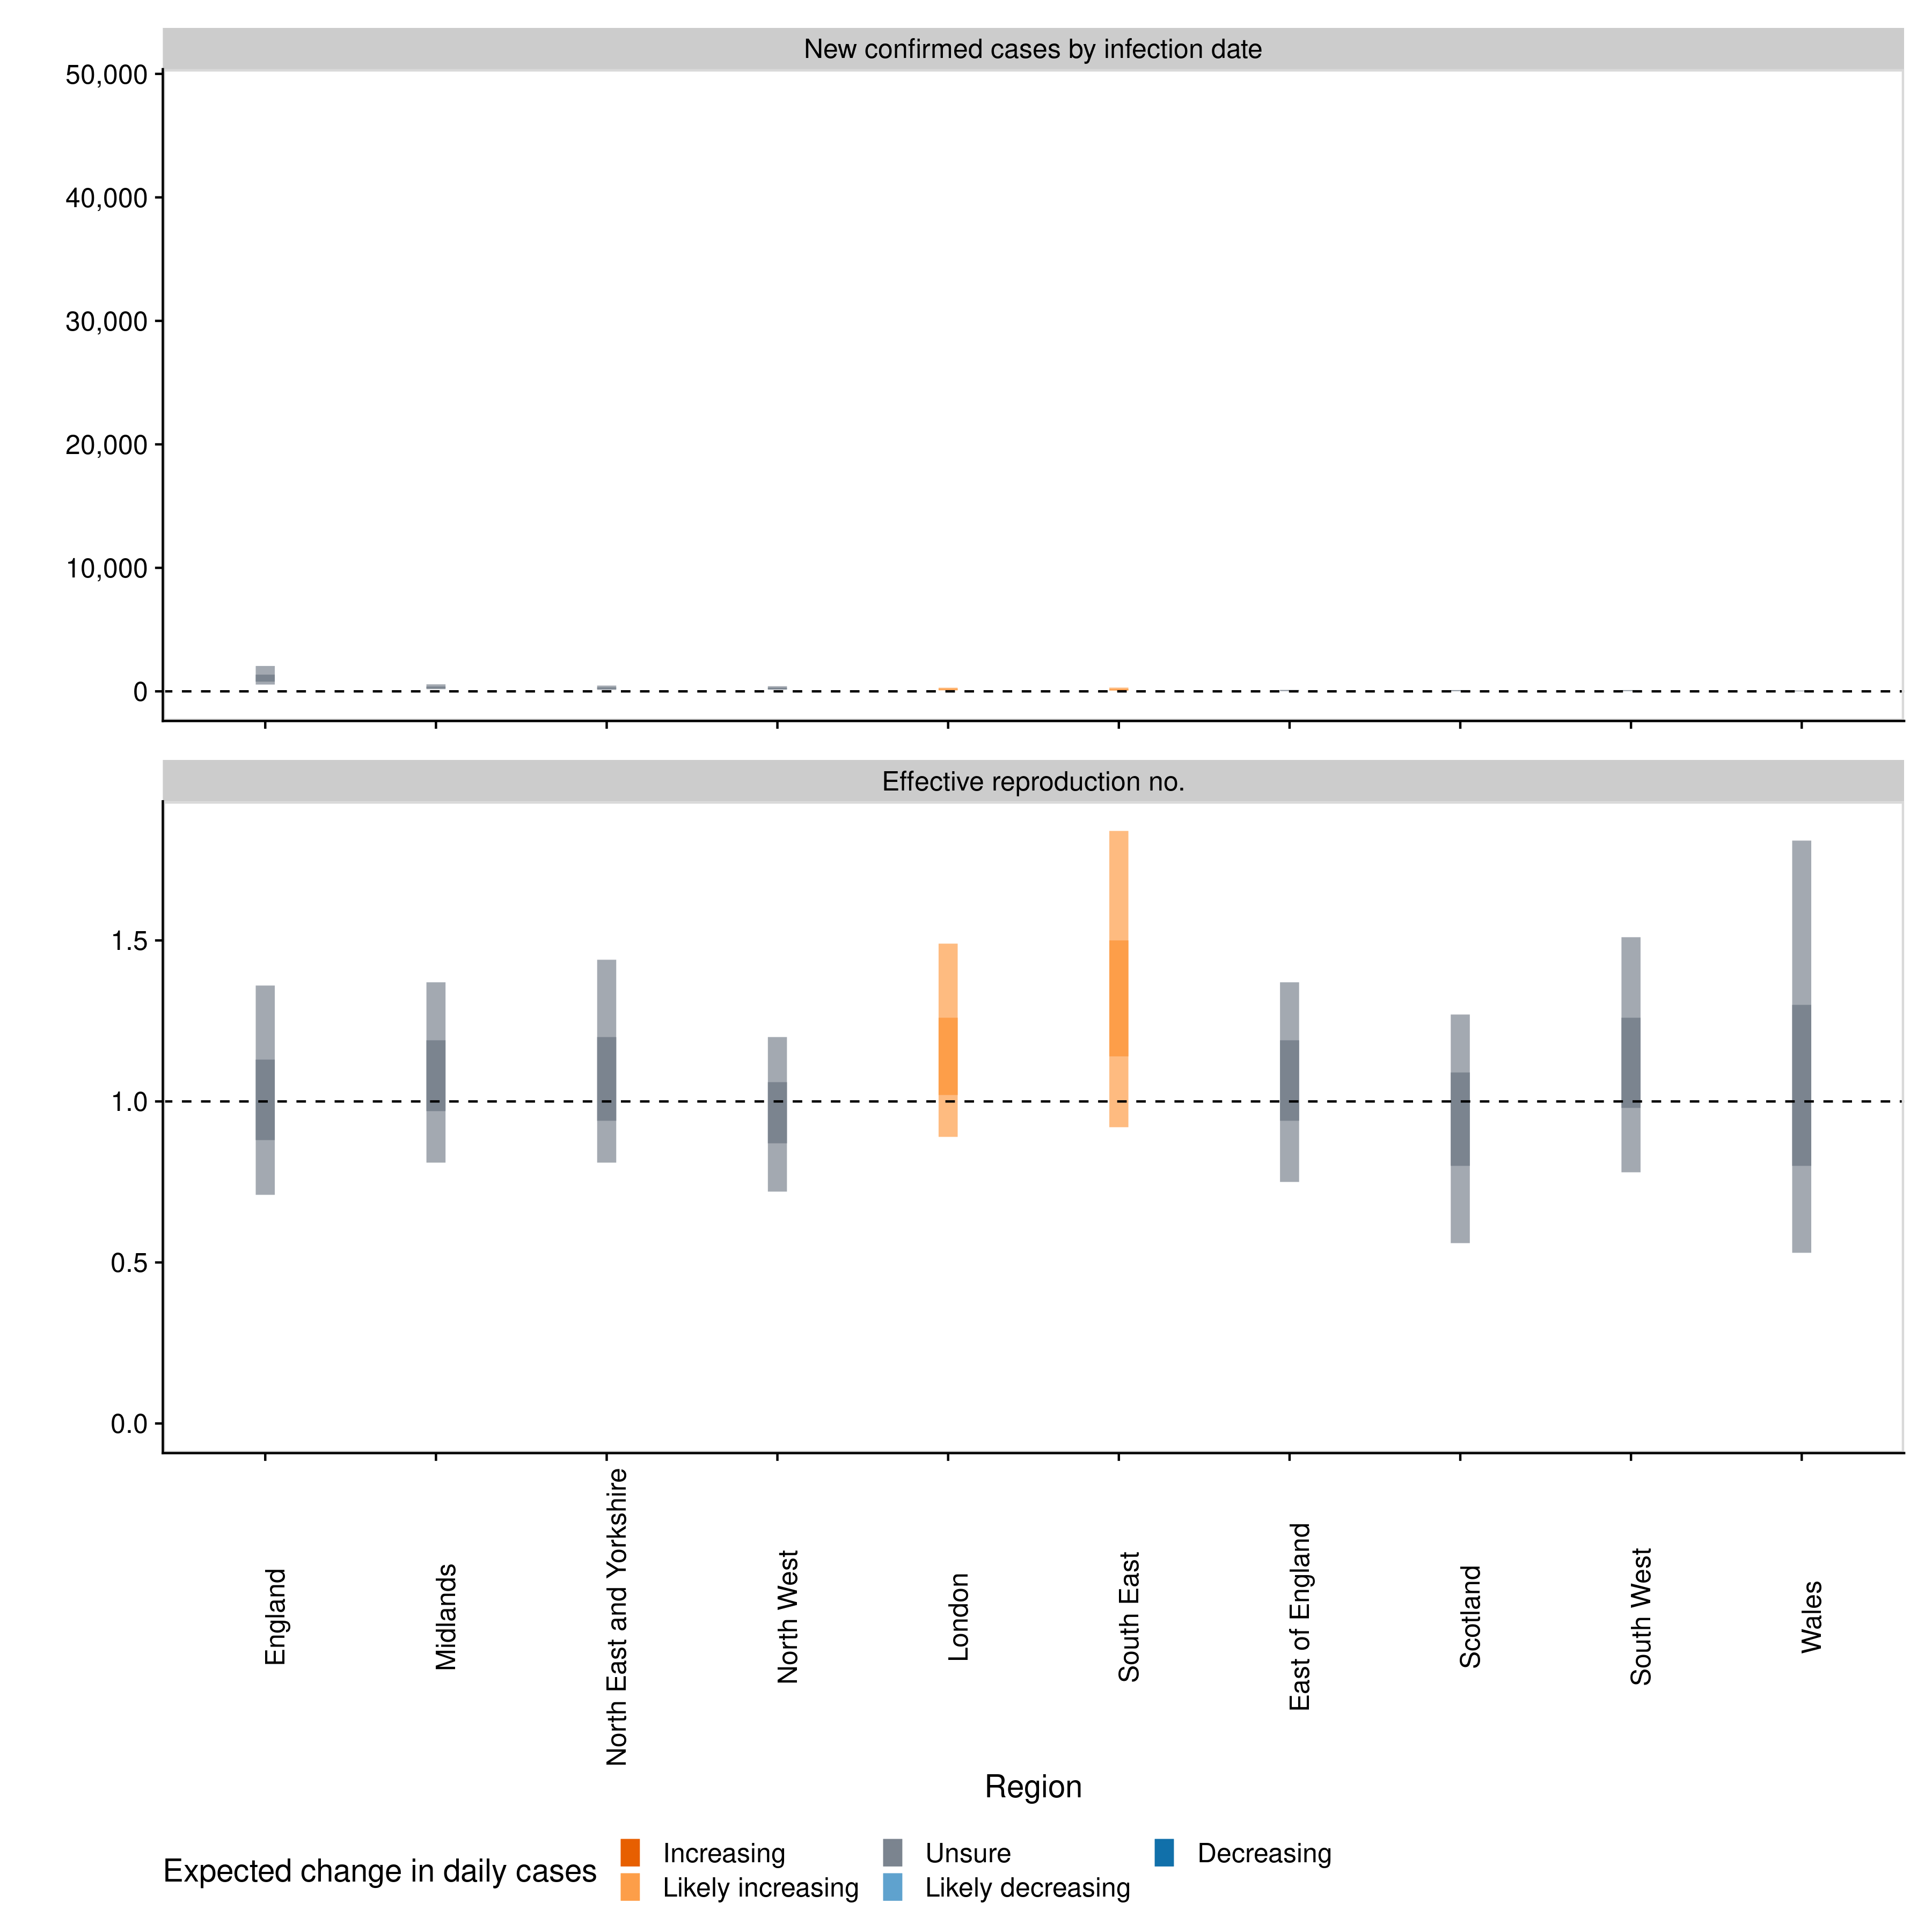 New confirmed cases by infection date
50,000
40,000
30,000
20,000
10,000
0
Effective reproduction no.
1.5
1.0
0.5
0.0
England
Midlands
North East and Yorkshire
North West
London
South East
East of England
Scotland
South West
Wales
Region
Expected change in daily cases
Increasing
Unsure
Decreasing
Likely increasing
Likely decreasing